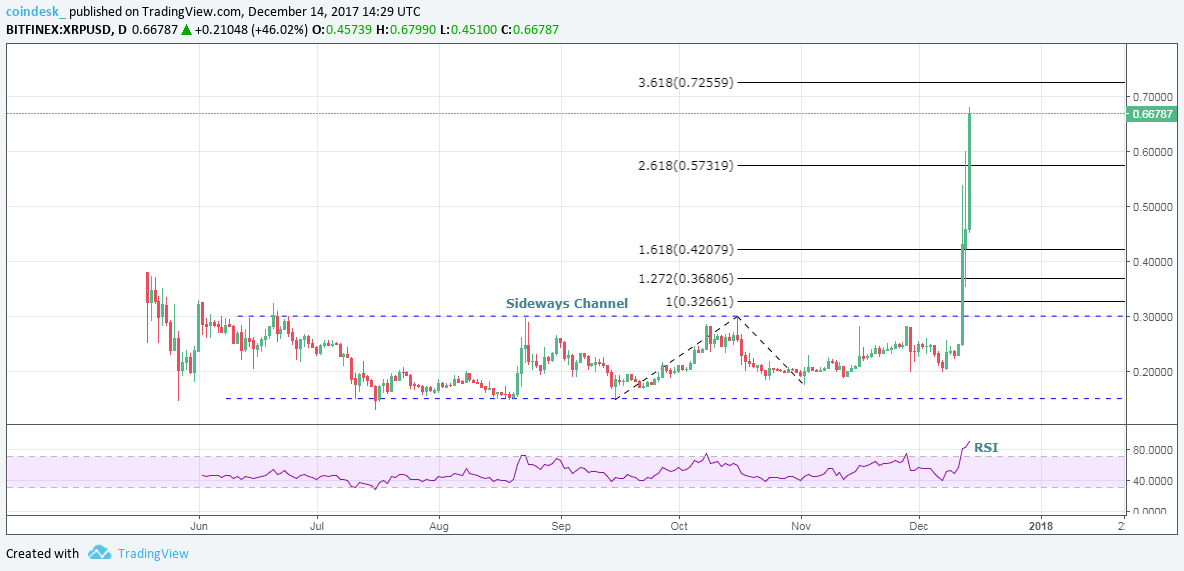 coindesk_ published on TradingView.com, December 14, 2017 14:29 UTC
BITFINEX:XRPUSD, D 0.66787 ▲ +0.21048 (+46.02%) O:0.45739 H:0.67990 L:0.45100 C:0.66787
3.618(0.72559)
0.70000
0.66787
0.60000
2.618(0.57319)
0.50000
1.618(0.42079)
0.40000
1.272(0.36806)
Sideways Channel
1(0.32661)
0.30000
0.20000
RSI
80.0000
40.0000
0.0000
Jun Jul Aug Sep Oct Nov Dec 2018
Created with TradingView